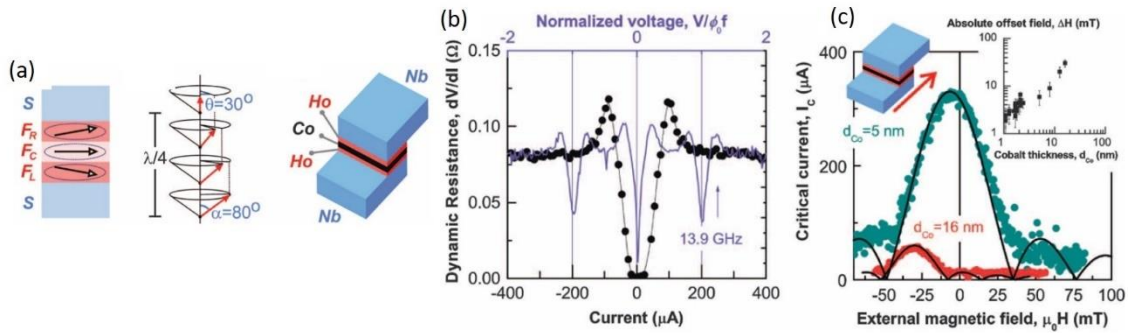 (a)
S
F_R
F_C
F_L
S
λ/4
θ=30°
α=80°
Nb
Ho
Co
Ho
Nb
(b)
Normalized voltage, V/ϕ₀f
-2 -1 0 1 2
Dynamic Resistance, dV/dI (Ω)
0.15
0.10
0.05
0.00
13.9 GHz
-400 -200 0 200 400
Current (μA)
(c)
Absolute offset field, ΔH (mT)
100
10
1
1 10 100
Cobalt thickness, d_Co (nm)
Critical current, I_C (μA)
400
300
200
100
0
d_Co=5 nm
d_Co=16 nm
-50 -25 0 25 50 75 100
External magnetic field, μ₀H (mT)